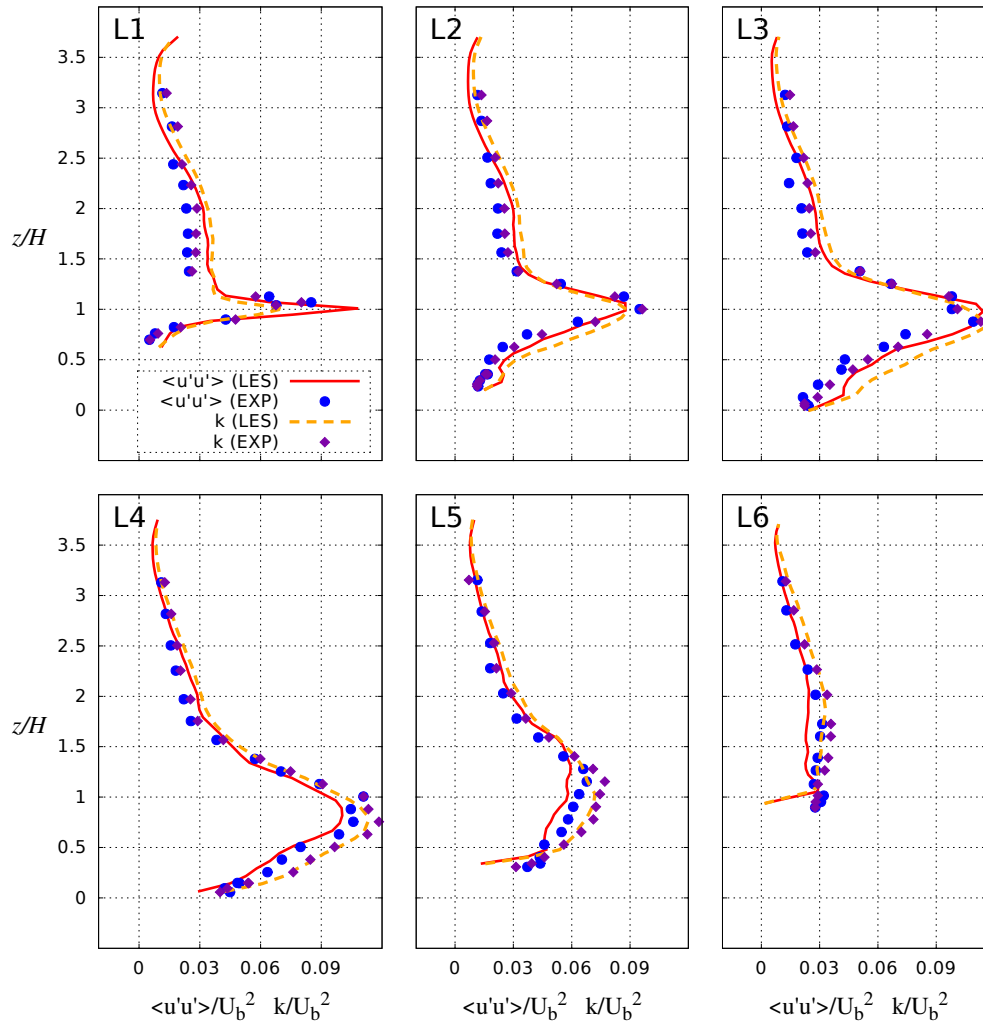 L1 L2 L3
3.5
3
2.5
2
z/H
1.5
1
0.5
0
<u'u'> (LES)
<u'u'> (EXP)
k (LES)
k (EXP)
L4 L5 L6
3.5
3
2.5
2
z/H
1.5
1
0.5
0
0 0.03 0.06 0.09 0 0.03 0.06 0.09 0 0.03 0.06 0.09
<u'u'>/U_b^2 k/U_b^2 <u'u'>/U_b^2 k/U_b^2 <u'u'>/U_b^2 k/U_b^2